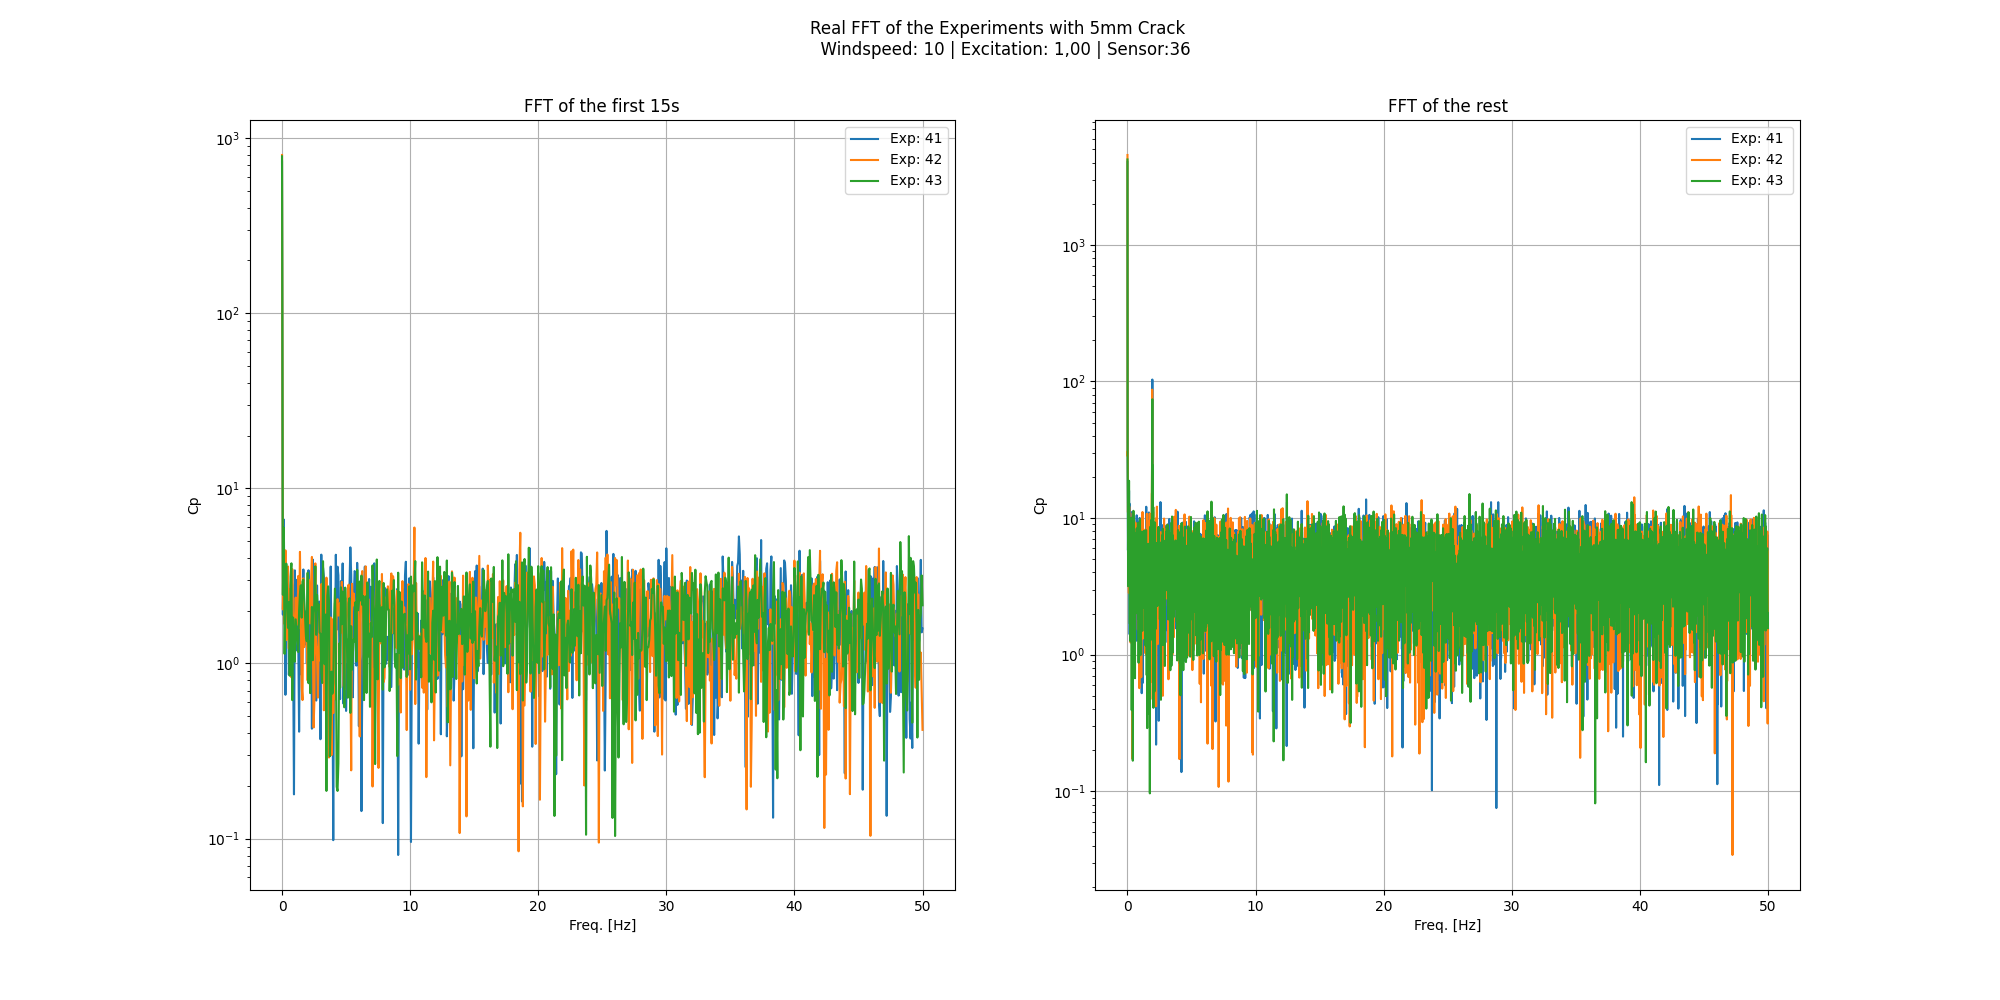 Real FFT of the Experiments with 5mm Crack
Windspeed: 10 | Excitation: 1,00 | Sensor:36
FFT of the first 15s
Cp
10³
10²
10¹
10⁰
10⁻¹
0 10 20 30 40 50
Freq. [Hz]
Exp: 41
Exp: 42
Exp: 43
FFT of the rest
Cp
10³
10²
10¹
10⁰
10⁻¹
0 10 20 30 40 50
Freq. [Hz]
Exp: 41
Exp: 42
Exp: 43